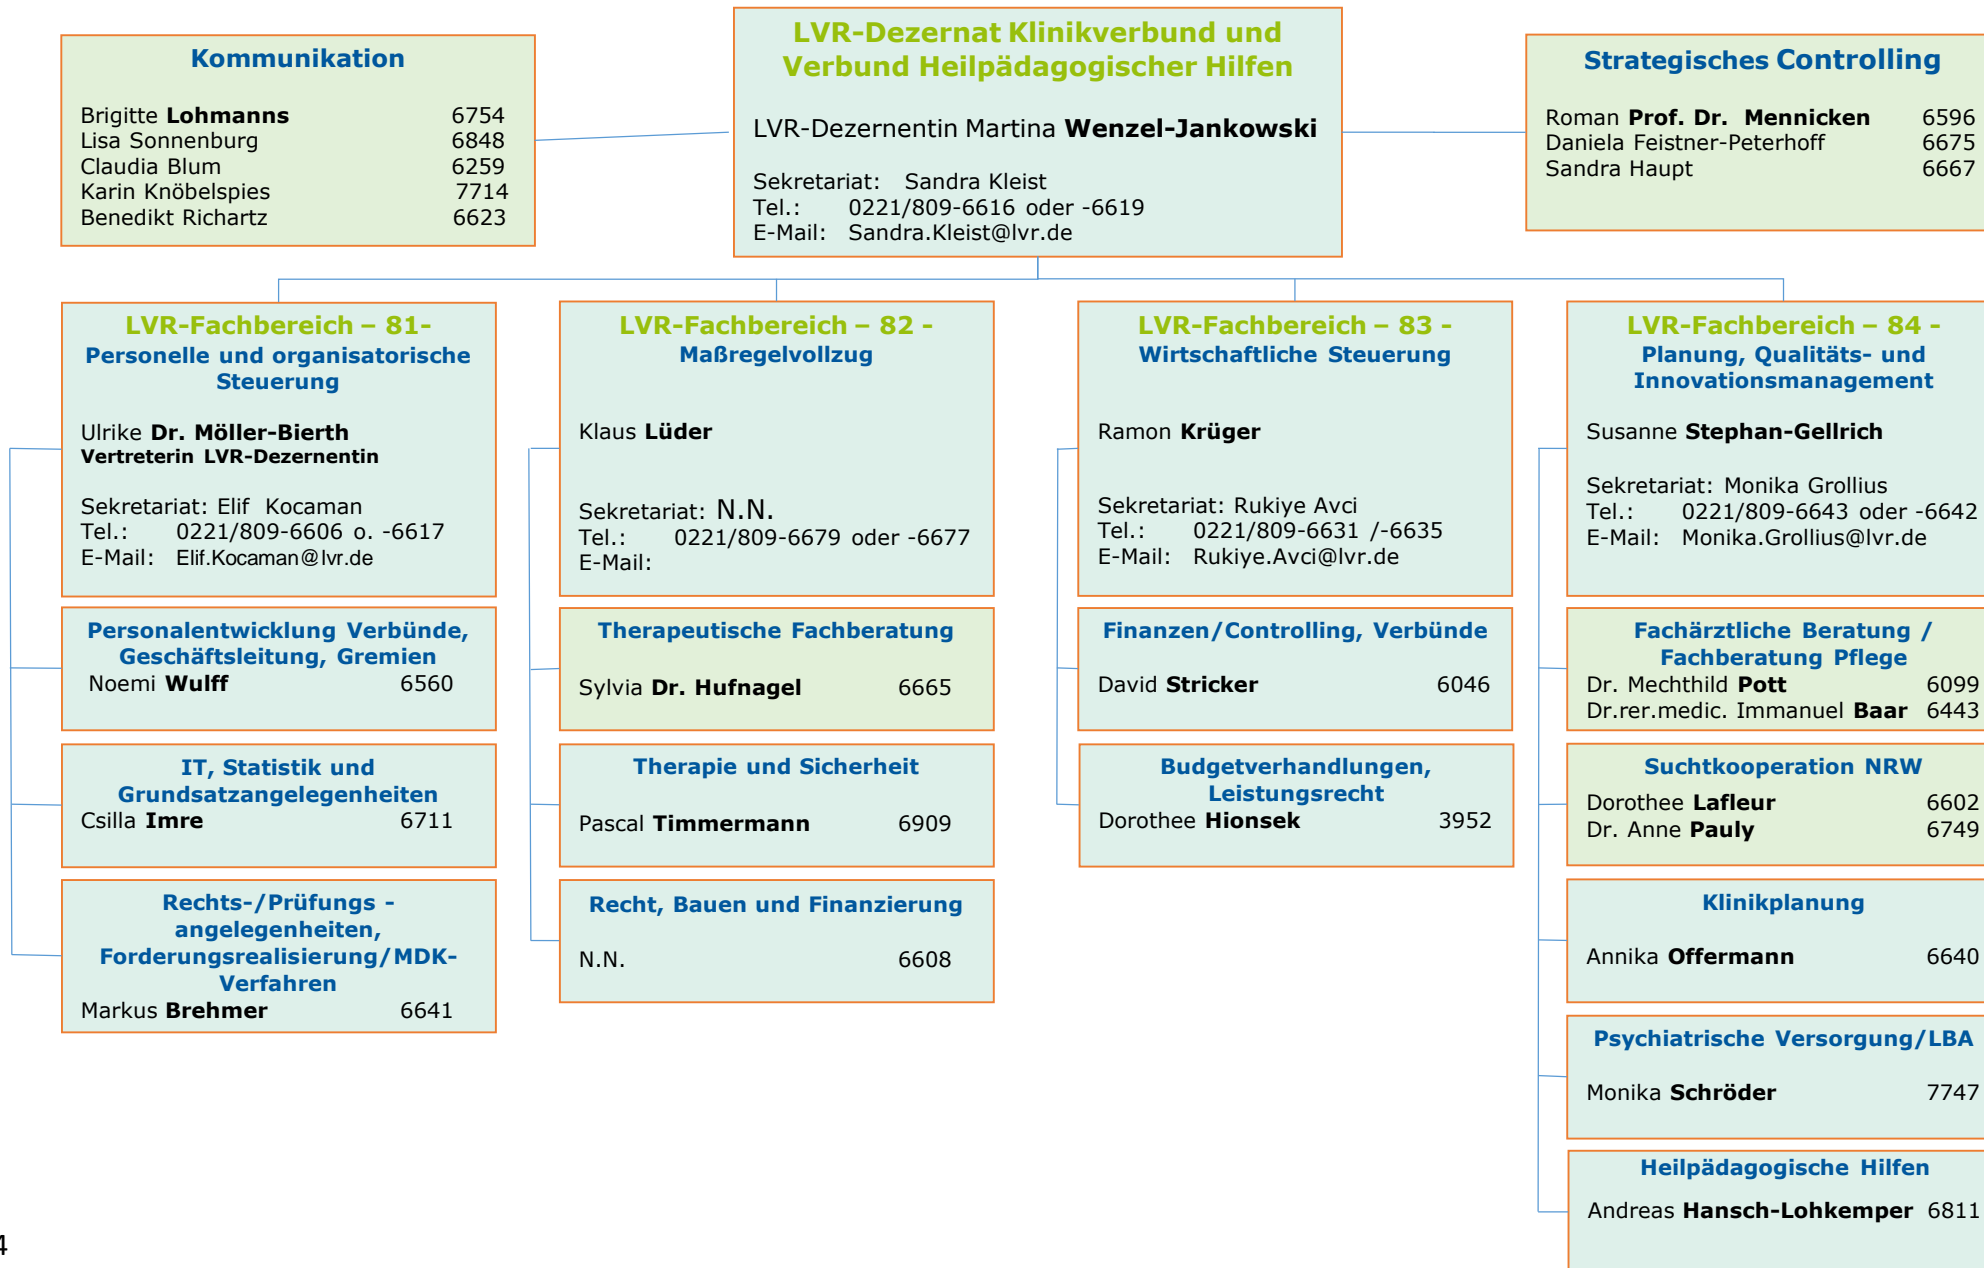 Kommunikation
Brigitte Lohmanns 6754
Lisa Sonnenburg 6848
Claudia Blum 6259
Karin Knöbelspies 7714
Benedikt Richartz 6623
LVR-Dezernat Klinikverbund und
Verbund Heilpädagogischer Hilfen
LVR-Dezernentin Martina Wenzel-Jankowski
Sekretariat: Sandra Kleist
Tel.: 0221/809-6616 oder -6619
E-Mail: Sandra.Kleist@lvr.de
Strategisches Controlling
Roman Prof. Dr. Mennicken 6596
Daniela Feistner-Peterhoff 6675
Sandra Haupt 6667
LVR-Fachbereich – 81-
Personelle und organisatorische
Steuerung
Ulrike Dr. Möller-Bierth
Vertreterin LVR-Dezernentin
Sekretariat: Elif Kocaman
Tel.: 0221/809-6606 o. -6617
E-Mail: Elif.Kocaman@lvr.de
Personalentwicklung Verbünde,
Geschäftsleitung, Gremien
Noemi Wulff 6560
IT, Statistik und
Grundsatzangelegenheiten
Csilla Imre 6711
Rechts-/Prüfungs -
angelegenheiten,
Forderungsrealisierung/MDK-
Verfahren
Markus Brehmer 6641
LVR-Fachbereich – 82 -
Maßregelvollzug
Klaus Lüder
Sekretariat: N.N.
Tel.: 0221/809-6679 oder -6677
E-Mail:
Therapeutische Fachberatung
Sylvia Dr. Hufnagel 6665
Therapie und Sicherheit
Pascal Timmermann 6909
Recht, Bauen und Finanzierung
N.N. 6608
LVR-Fachbereich – 83 -
Wirtschaftliche Steuerung
Ramon Krüger
Sekretariat: Rukiye Avci
Tel.: 0221/809-6631 /-6635
E-Mail: Rukiye.Avci@lvr.de
Finanzen/Controlling, Verbünde
David Stricker 6046
Budgetverhandlungen,
Leistungsrecht
Dorothee Hionsek 3952
LVR-Fachbereich – 84 -
Planung, Qualitäts- und
Innovationsmanagement
Susanne Stephan-Gellrich
Sekretariat: Monika Grollius
Tel.: 0221/809-6643 oder -6642
E-Mail: Monika.Grollius@lvr.de
Fachärztliche Beratung /
Fachberatung Pflege
Dr. Mechthild Pott 6099
Dr.rer.medic. Immanuel Baar 6443
Suchtkooperation NRW
Dorothee Lafleur 6602
Dr. Anne Pauly 6749
Klinikplanung
Annika Offermann 6640
Psychiatrische Versorgung/LBA
Monika Schröder 7747
Heilpädagogische Hilfen
Andreas Hansch-Lohkemper 6811
4